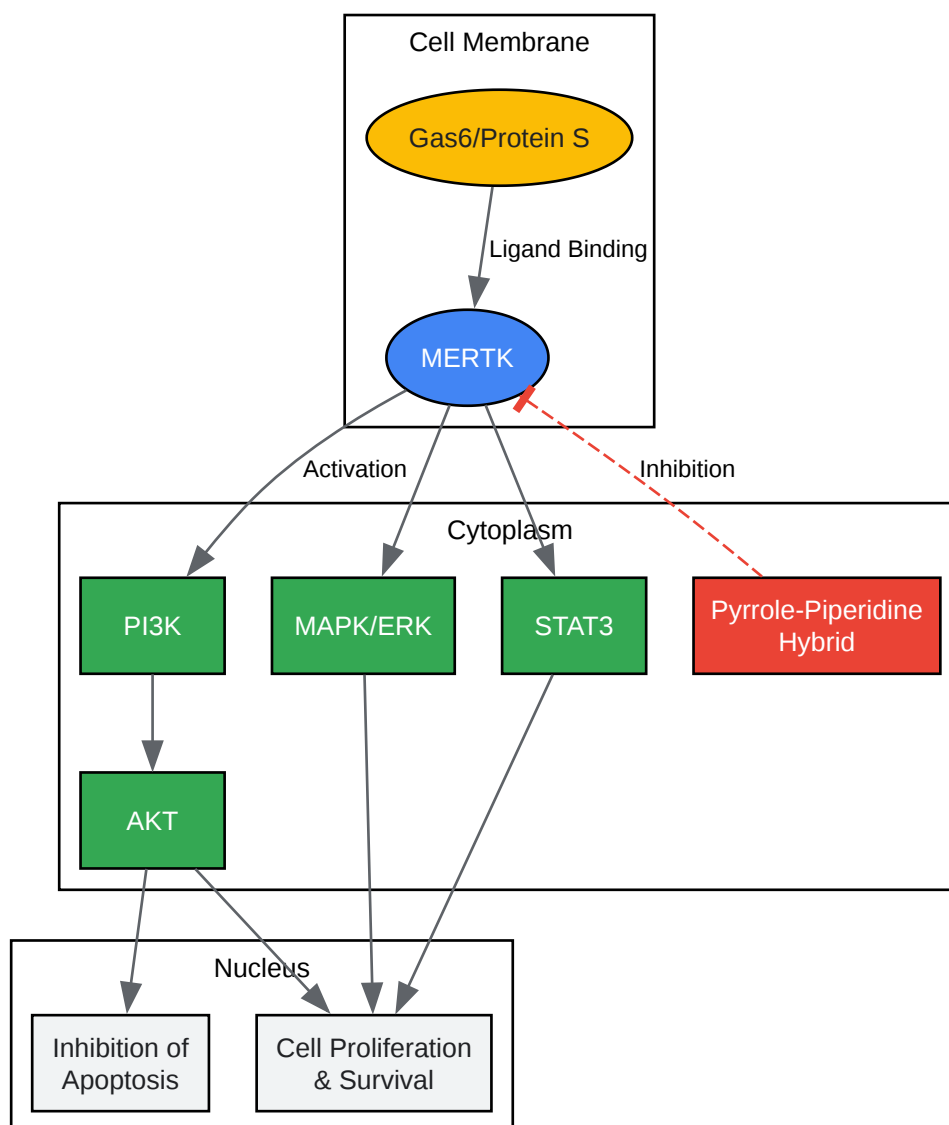 Cell Membrane
Gas6/Protein S
Ligand Binding
MERTK
Activation
Inhibition
Cytoplasm
PI3K
MAPK/ERK
STAT3
Pyrrole-Piperidine
Hybrid
AKT
Nucleus
Inhibition of
Apoptosis
Cell Proliferation
& Survival